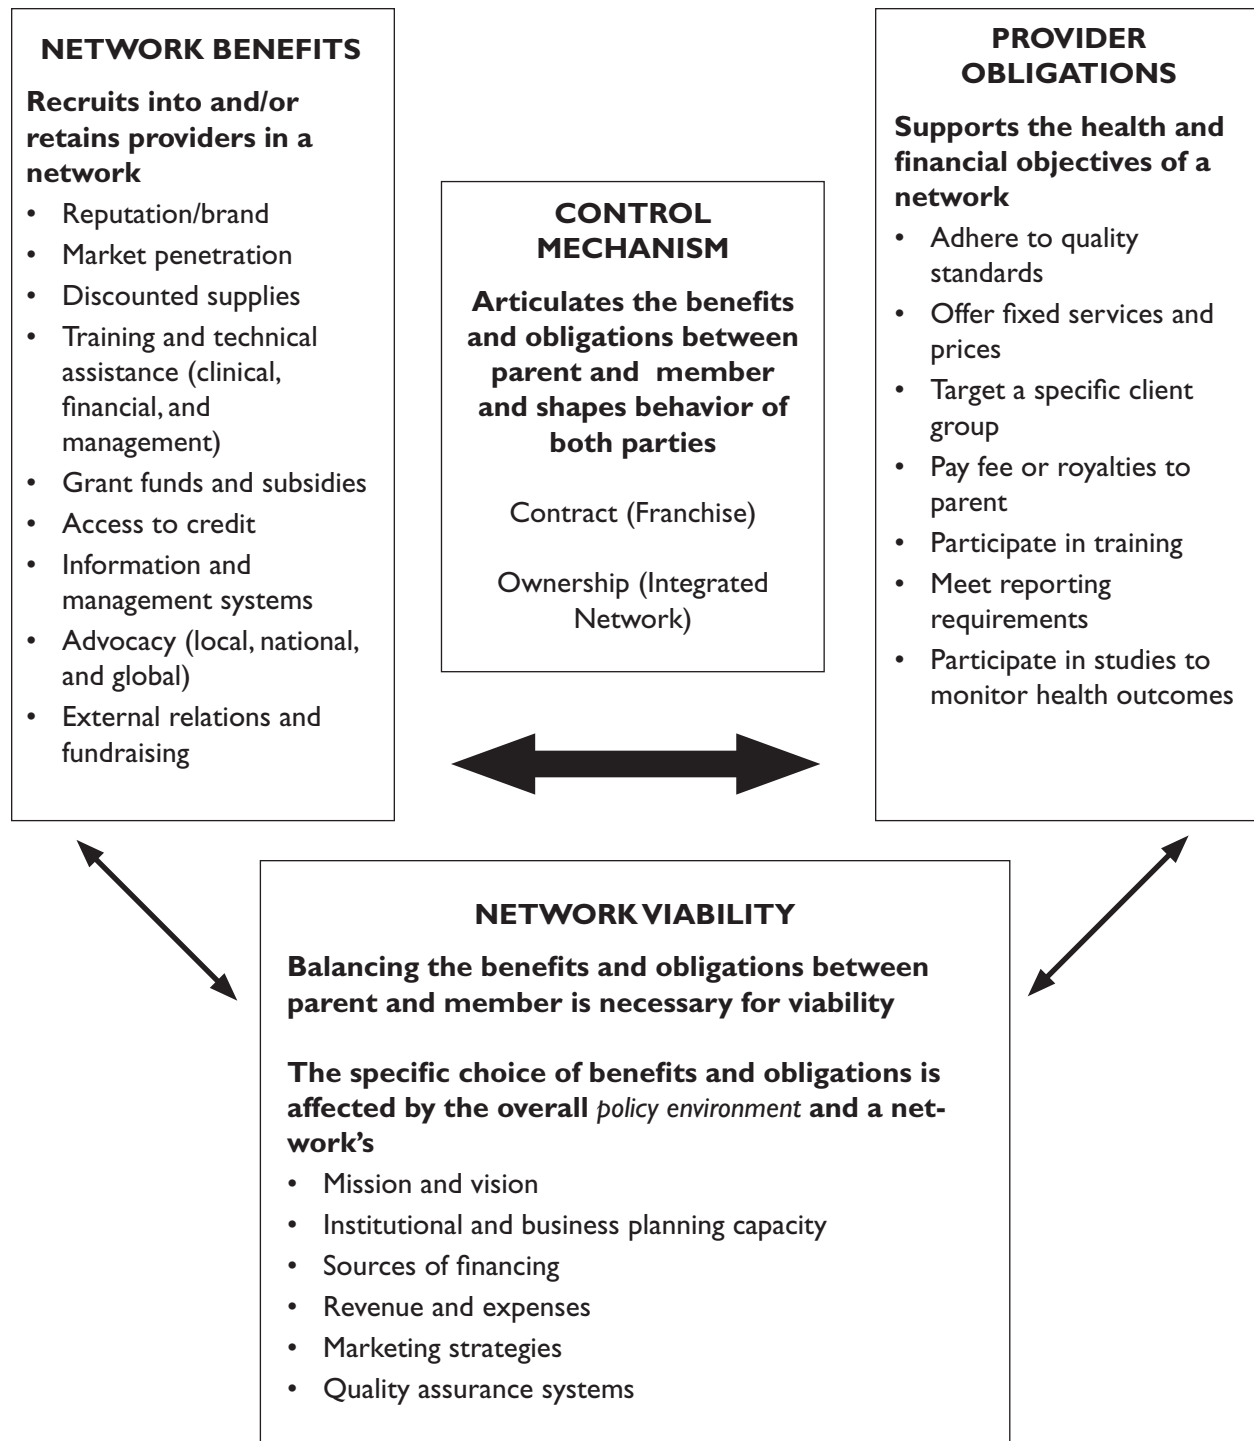 NETWORK BENEFITS
Recruits into and/or
retains providers in a
network
• Reputation/brand
• Market penetration
• Discounted supplies
• Training and technical
assistance (clinical,
financial, and
management)
• Grant funds and subsidies
• Access to credit
• Information and
management systems
• Advocacy (local, national,
and global)
• External relations and
fundraising
CONTROL
MECHANISM
Articulates the benefits
and obligations between
parent and member
and shapes behavior of
both parties
Contract (Franchise)
Ownership (Integrated
Network)
PROVIDER
OBLIGATIONS
Supports the health and
financial objectives of a
network
• Adhere to quality
standards
• Offer fixed services and
prices
• Target a specific client
group
• Pay fee or royalties to
parent
• Participate in training
• Meet reporting
requirements
• Participate in studies to
monitor health outcomes
NETWORK VIABILITY
Balancing the benefits and obligations between
parent and member is necessary for viability
The specific choice of benefits and obligations is
affected by the overall policy environment and a net-
work’s
• Mission and vision
• Institutional and business planning capacity
• Sources of financing
• Revenue and expenses
• Marketing strategies
• Quality assurance systems